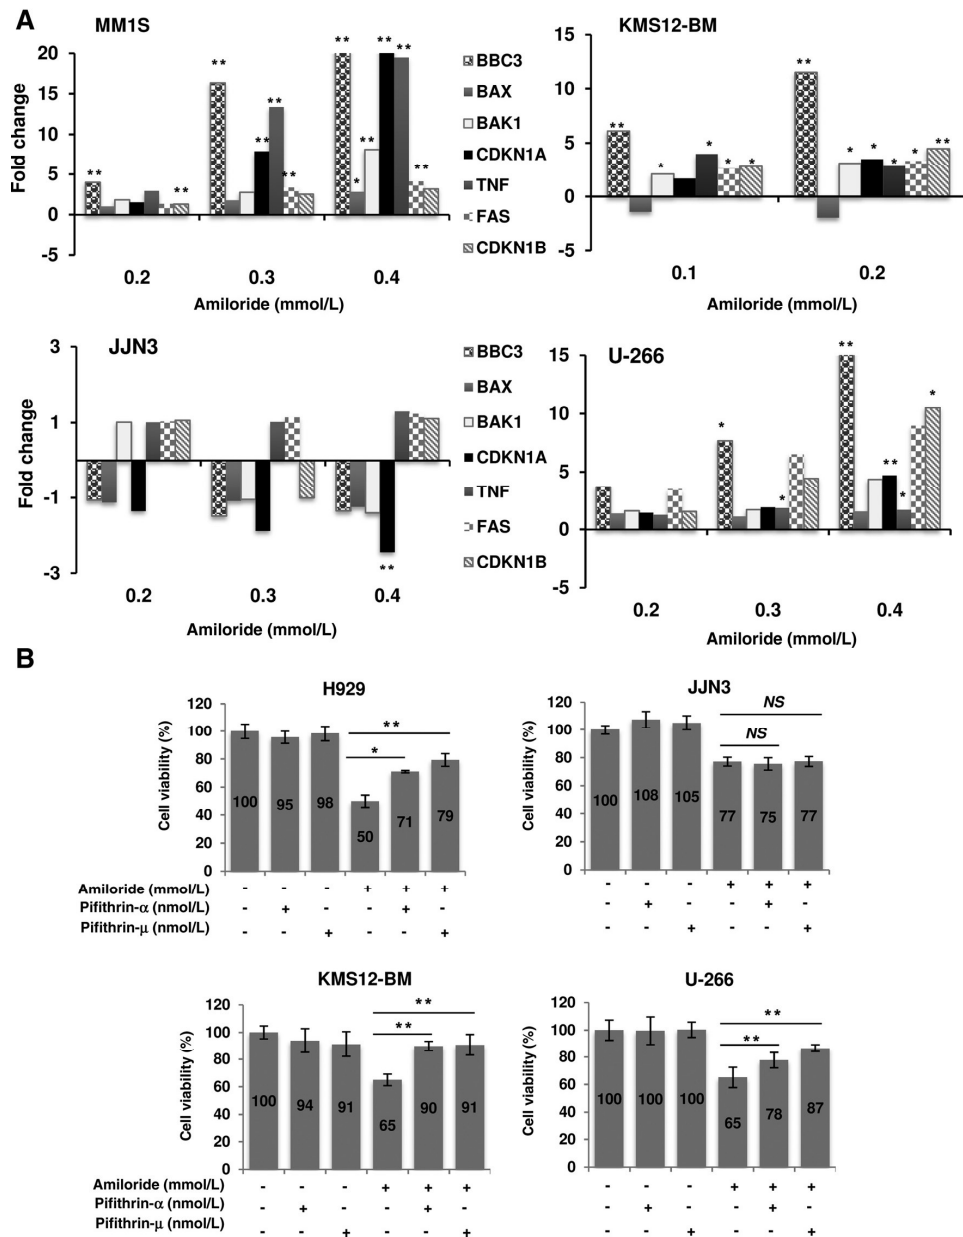 A
MM1S
Fold change
20
15
10
5
0
-5
** ** ** ** ** ** ** * ** ** ** **
0.2 0.3 0.4
Amiloride (mmol/L)
BBC3
BAX
BAK1
CDKN1A
TNF
FAS
CDKN1B
KMS12-BM
15
10
5
0
-5
** * * * * ** * * * * **
0.1 0.2
Amiloride (mmol/L)
JJN3
Fold change
3
1
-1
-3
**
0.2 0.3 0.4
Amiloride (mmol/L)
BBC3
BAX
BAK1
CDKN1A
TNF
FAS
CDKN1B
U-266
15
10
5
0
-5
* * ** ** * *
0.2 0.3 0.4
Amiloride (mmol/L)
B
H929
Cell viability (%)
120
100
80
60
40
20
0
**
*
100 95 98 50 71 79
Amiloride (mmol/L) - - - + + +
Pifithrin-α (nmol/L) - + - - + -
Pifithrin-μ (nmol/L) - - + - - +
JJN3
Cell viability (%)
120
100
80
60
40
20
0
NS
NS
100 108 105 77 75 77
- - - + + +
- + - - + -
- - + - - +
KMS12-BM
Cell viability (%)
120
100
80
60
40
20
0
**
**
100 94 91 65 90 91
Amiloride (mmol/L) - - - + + +
Pifithrin-α (nmol/L) - + - - + -
Pifithrin-μ (nmol/L) - - + - - +
U-266
Cell viability (%)
120
100
80
60
40
20
0
**
**
100 100 100 65 78 87
- - - + + +
- + - - + -
- - + - - +